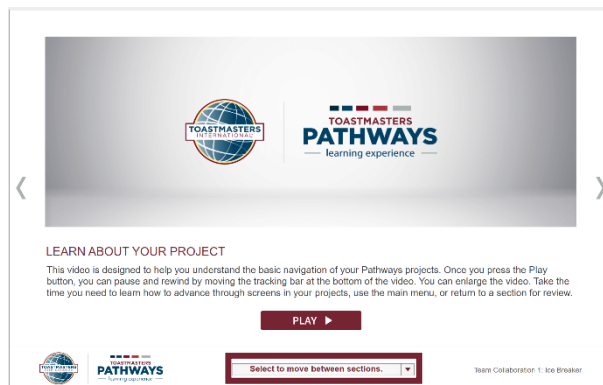 TOASTMASTERS
INTERNATIONAL
TOASTMASTERS
PATHWAYS
learning experience
LEARN ABOUT YOUR PROJECT
This video is designed to help you understand the basic navigation of your Pathways projects. Once you press the Play
button, you can pause and rewind by moving the tracking bar at the bottom of the video. You can enlarge the video. Take the
time you need to learn how to advance through screens in your projects, use the main menu, or return to a section for review.
PLAY
TOASTMASTERS
TOASTMASTERS
PATHWAYS
learning experience
Select to move between sections.
Team Collaboration 1: Ice Breaker